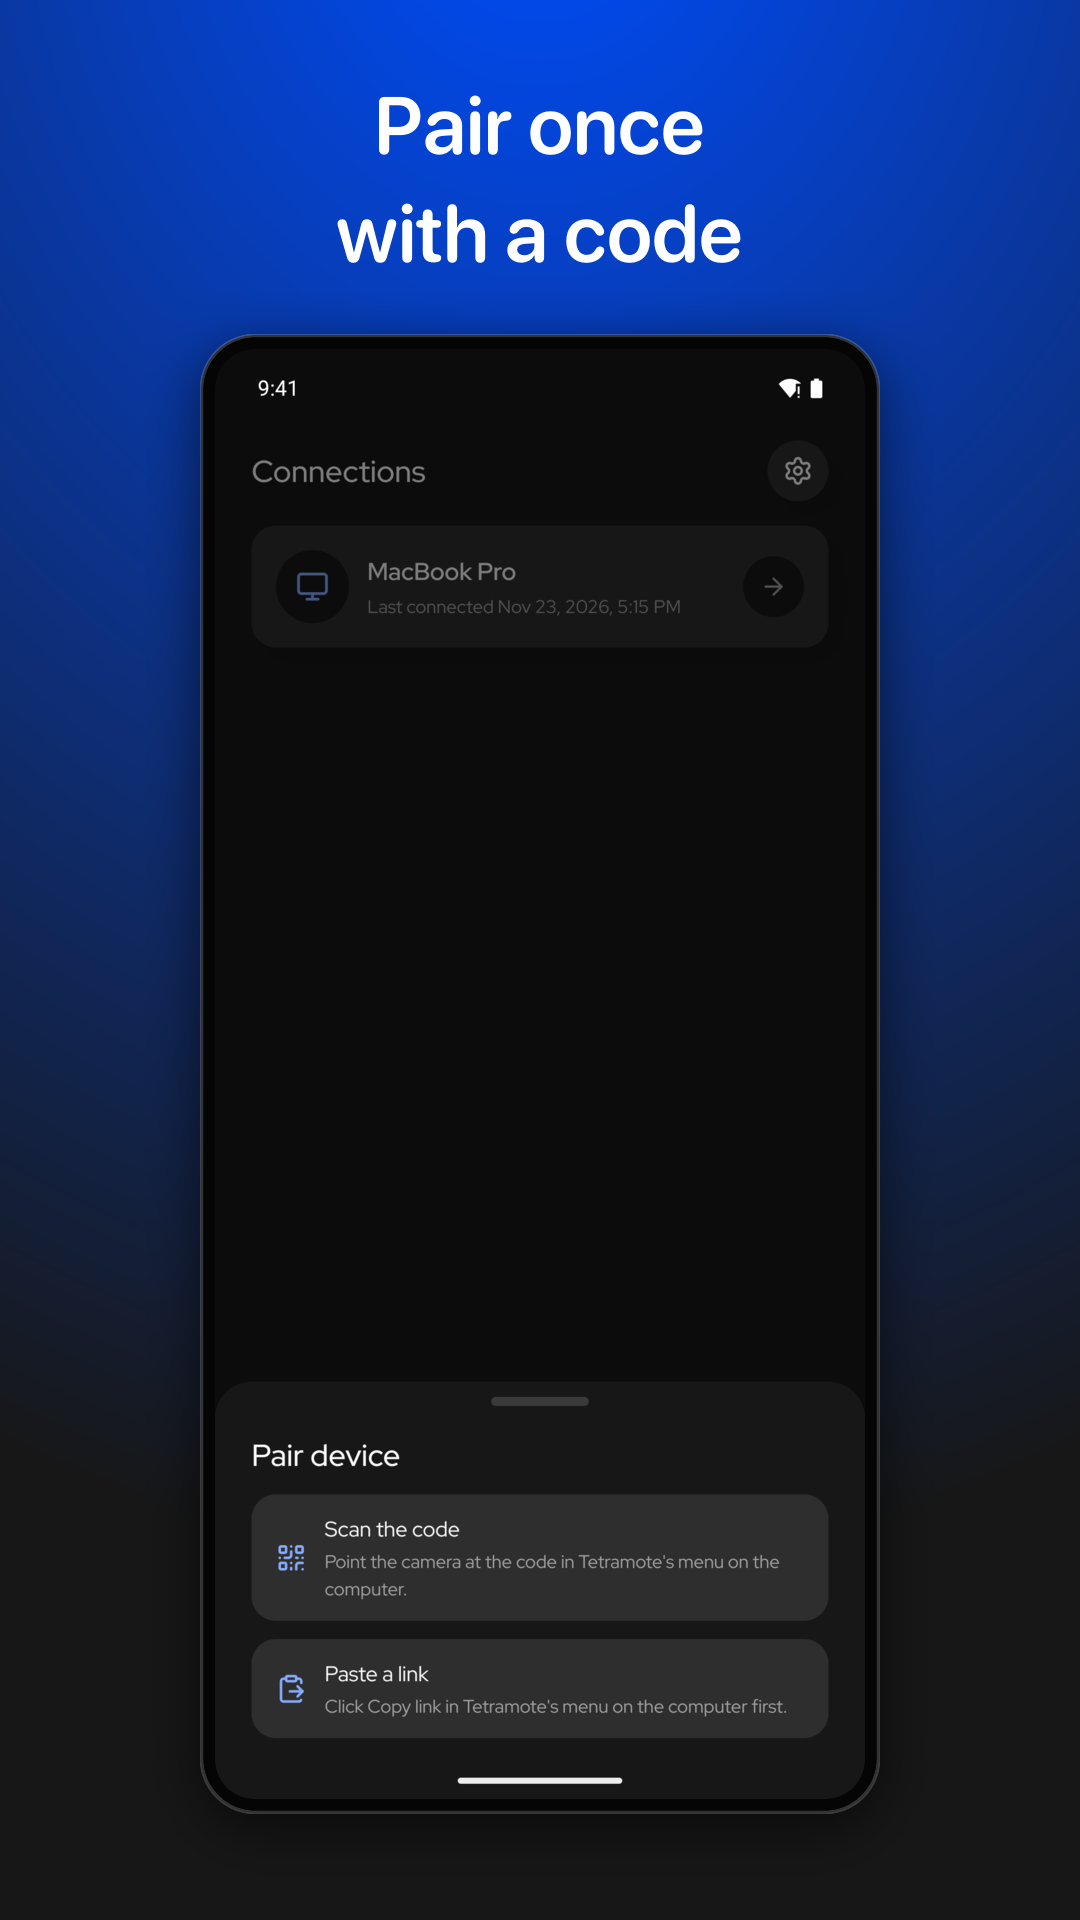 Pair once
with a code
9:41
Connections
MacBook Pro
Last connected Nov 23, 2026, 5:15 PM
Pair device
Scan the code
Point the camera at the code in Tetramote's menu on the
computer.
Paste a link
Click Copy link in Tetramote's menu on the computer first.